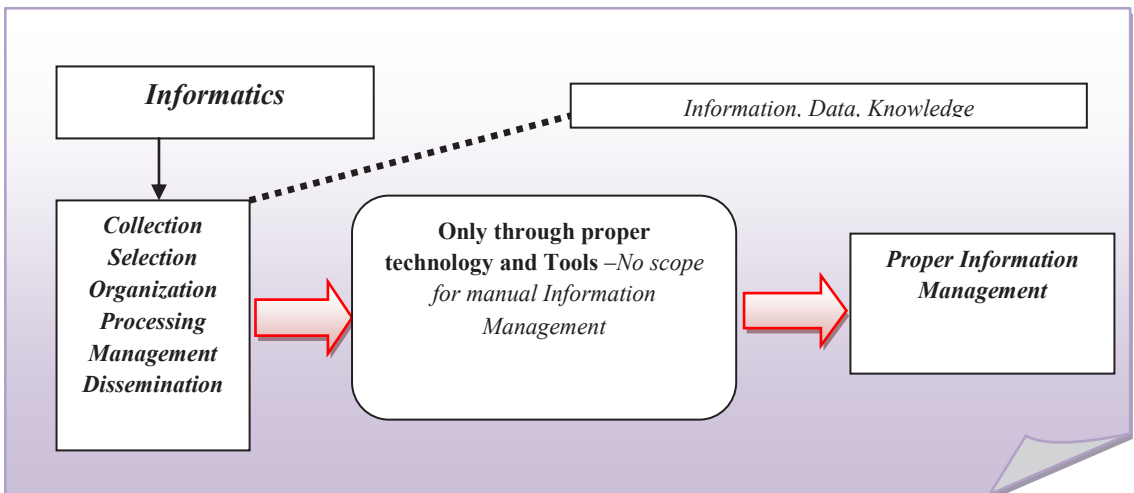 Informatics
Information, Data, Knowledge
Collection
Selection
Organization
Processing
Management
Dissemination
Only through proper
technology and Tools –No scope
for manual Information
Management
Proper Information
Management